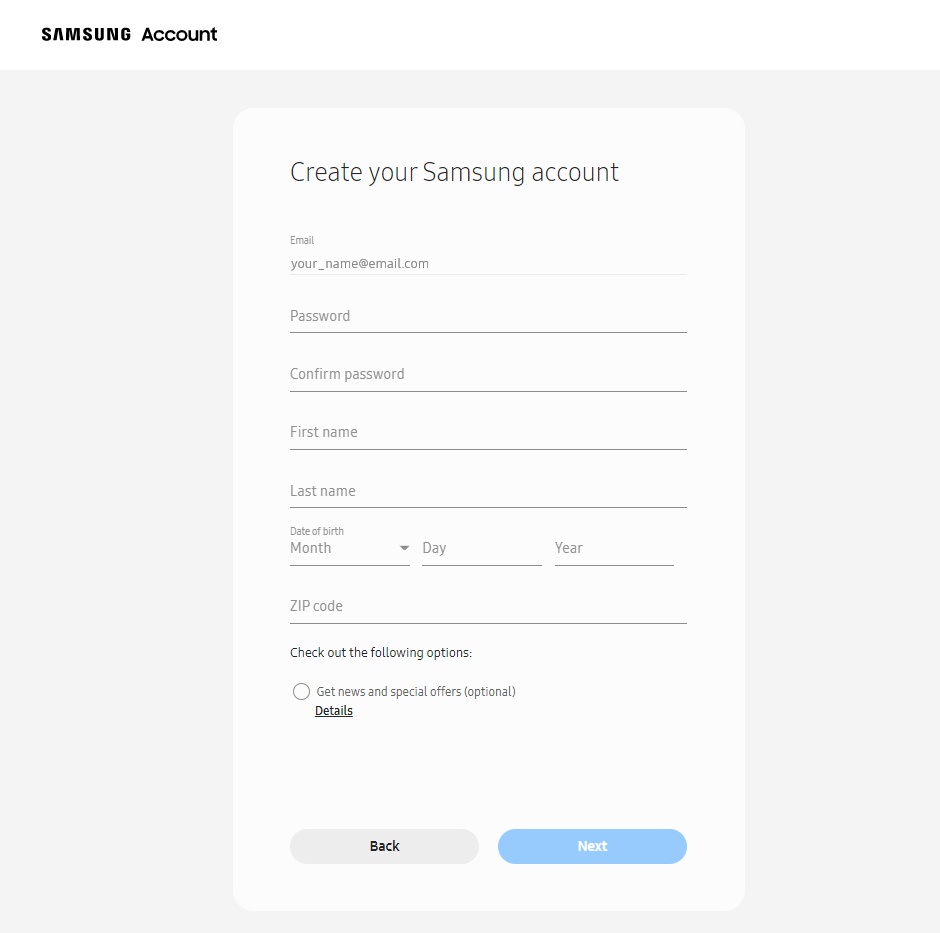 SAMSUNG Account
Create your Samsung account
Email
your_name@email.com
Password
Confirm password
First name
Last name
Date of birth
Month Day Year
ZIP code
Check out the following options:
Get news and special offers (optional)
Details
Back Next